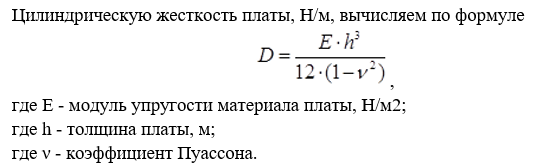 Цилиндрическую жесткость платы, Н/м, вычисляем по формуле
D = E · h³ / 12 · (1 − ν²) ,
где E - модуль упругости материала платы, Н/м2;
где h - толщина платы, м;
где ν - коэффициент Пуассона.